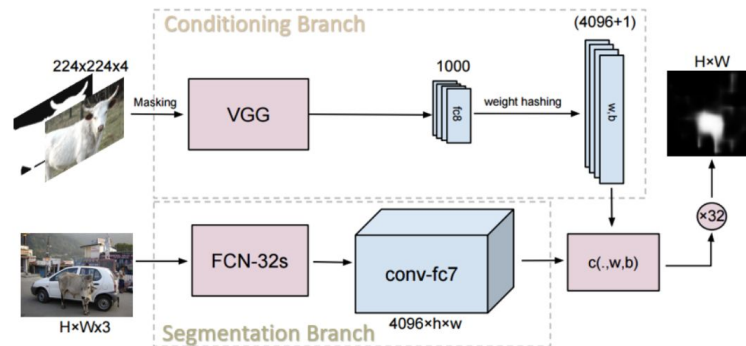 Conditioning Branch
(4096+1)
224x224x4
1000
H×W
Masking
VGG
fc8
weight hashing
w,b
×32
FCN-32s
conv-fc7
c(.,w,b)
H×Wx3
4096×h×w
Segmentation Branch